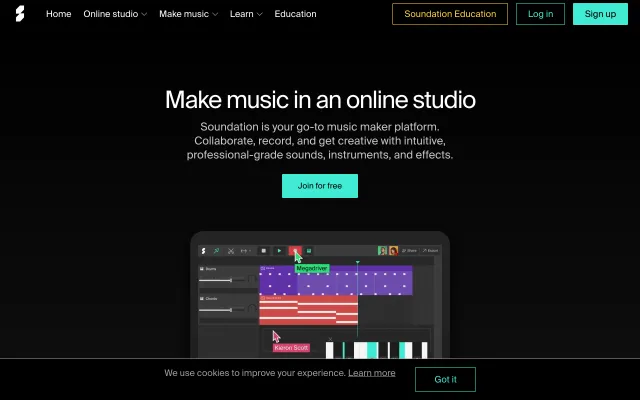 Home Online studio Make music Learn Education Soundation Education Log in Sign up
Make music in an online studio
Soundation is your go-to music maker platform.
Collaborate, record, and get creative with intuitive,
professional-grade sounds, instruments, and effects.
Join for free
Share
Megadriver
Drums
Chords
Kieron Scott
We use cookies to improve your experience. Learn more
Got it